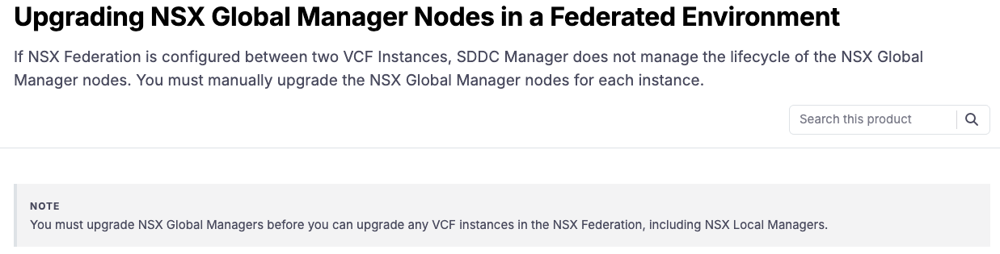 Upgrading NSX Global Manager Nodes in a Federated Environment
If NSX Federation is configured between two VCF Instances, SDDC Manager does not manage the lifecycle of the NSX Global
Manager nodes. You must manually upgrade the NSX Global Manager nodes for each instance.
Search this product
NOTE
You must upgrade NSX Global Managers before you can upgrade any VCF instances in the NSX Federation, including NSX Local Managers.